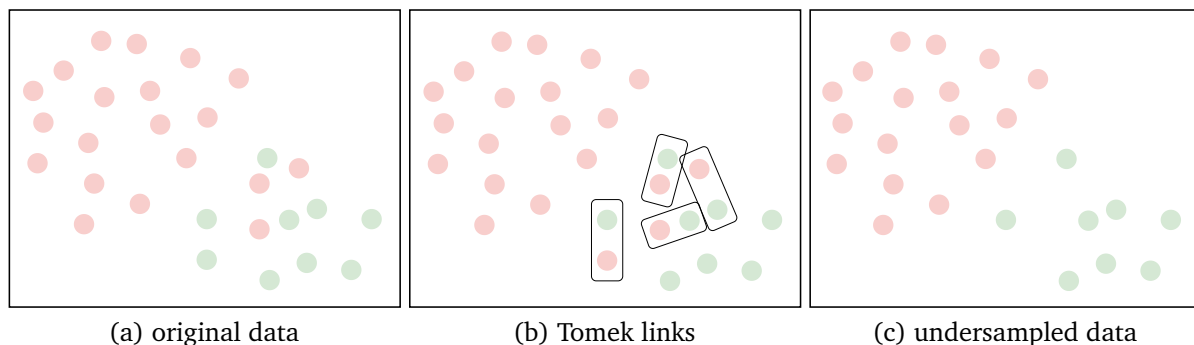 (a) original data
(b) Tomek links
(c) undersampled data